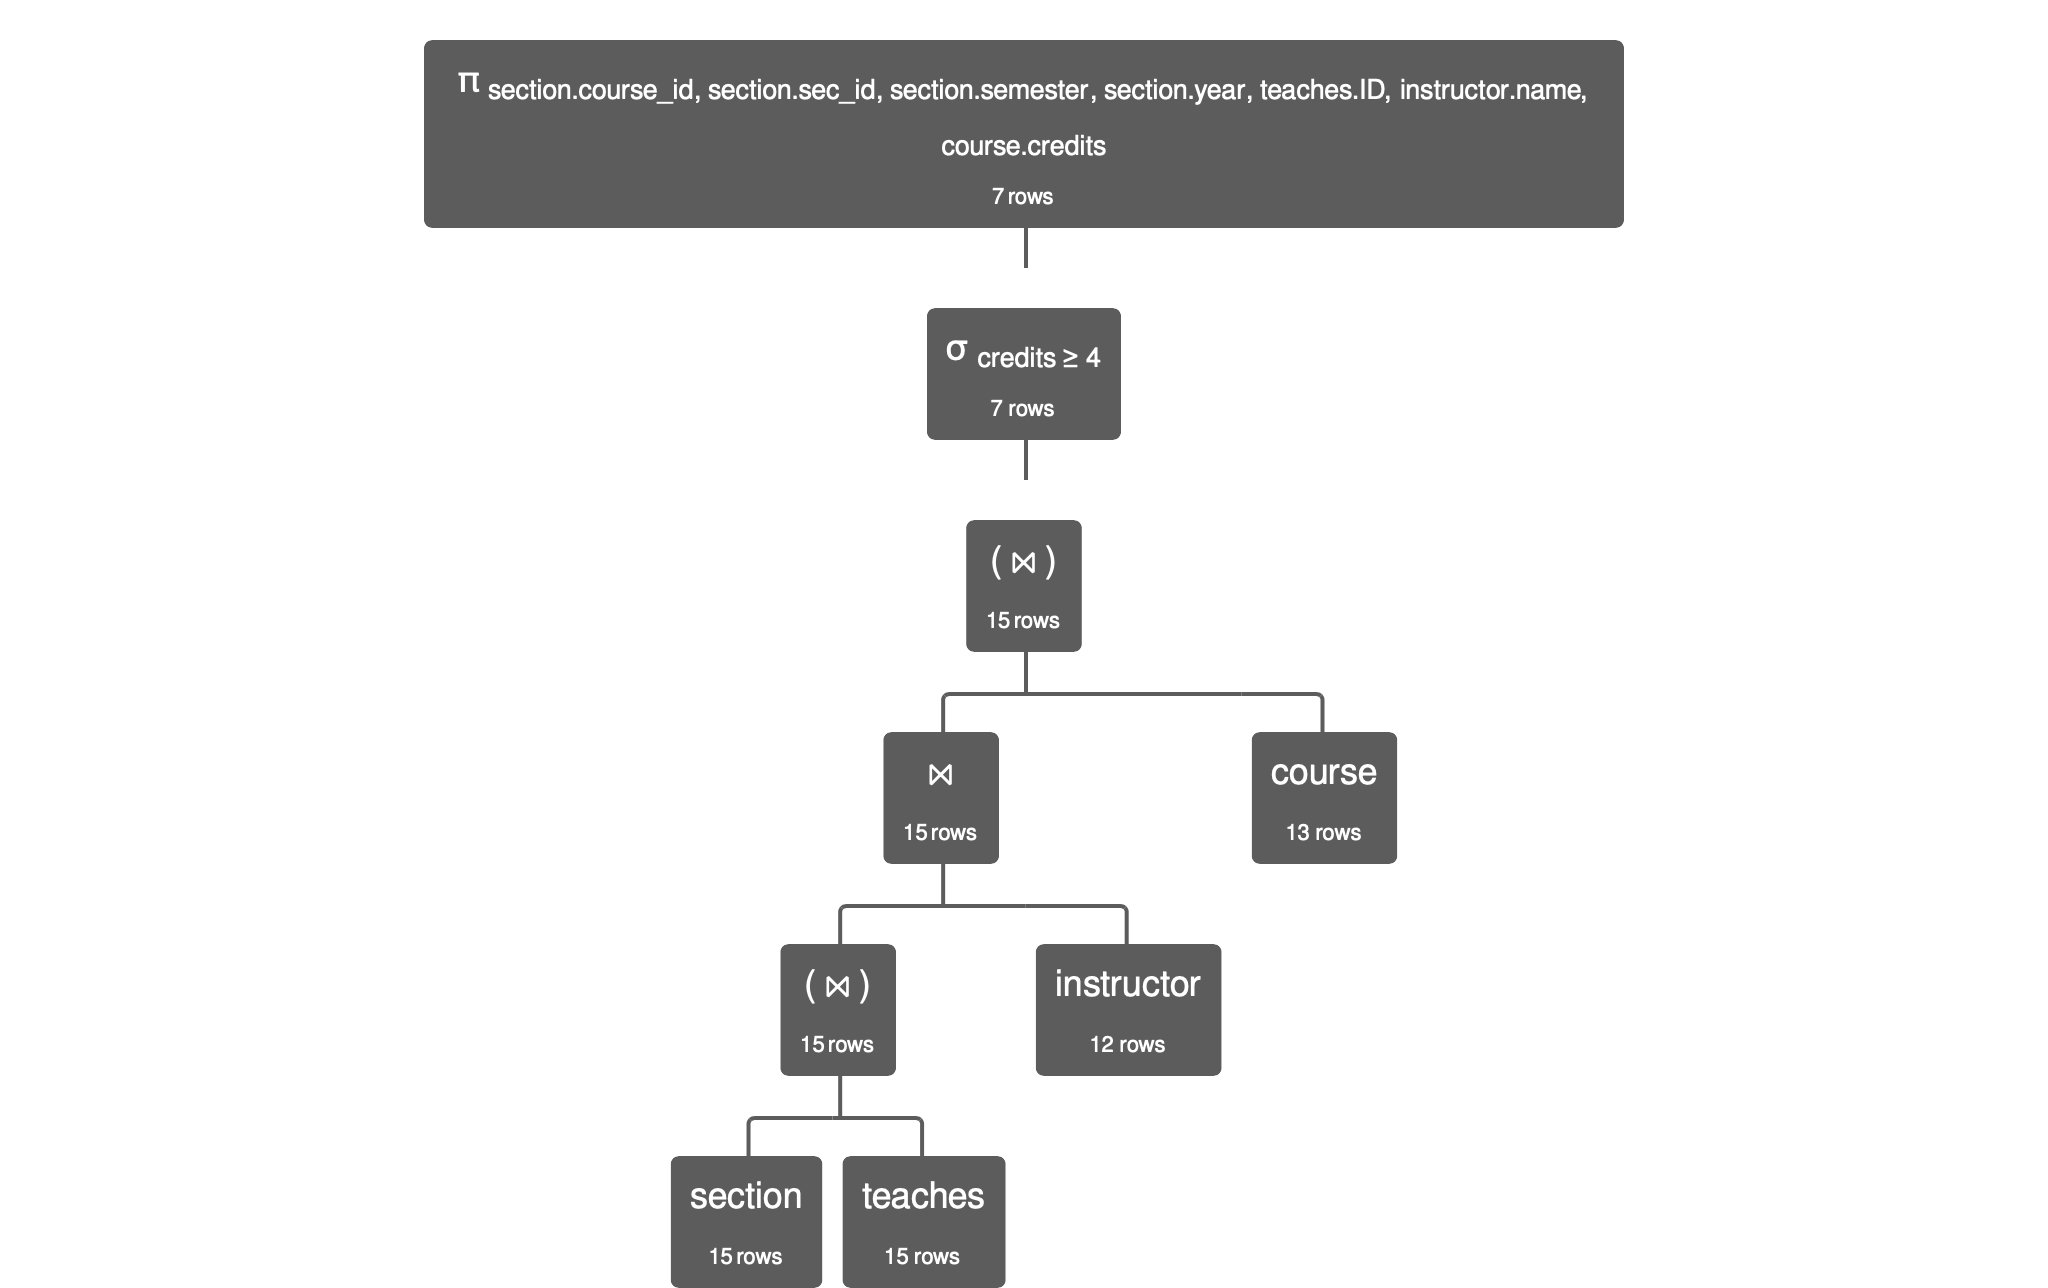 π section.course_id, section.sec_id, section.semester, section.year, teaches.ID, instructor.name,
course.credits
7 rows
σ credits ≥ 4
7 rows
( ⋈ )
15 rows
⋈
15 rows
course
13 rows
( ⋈ )
15 rows
instructor
12 rows
section
15 rows
teaches
15 rows